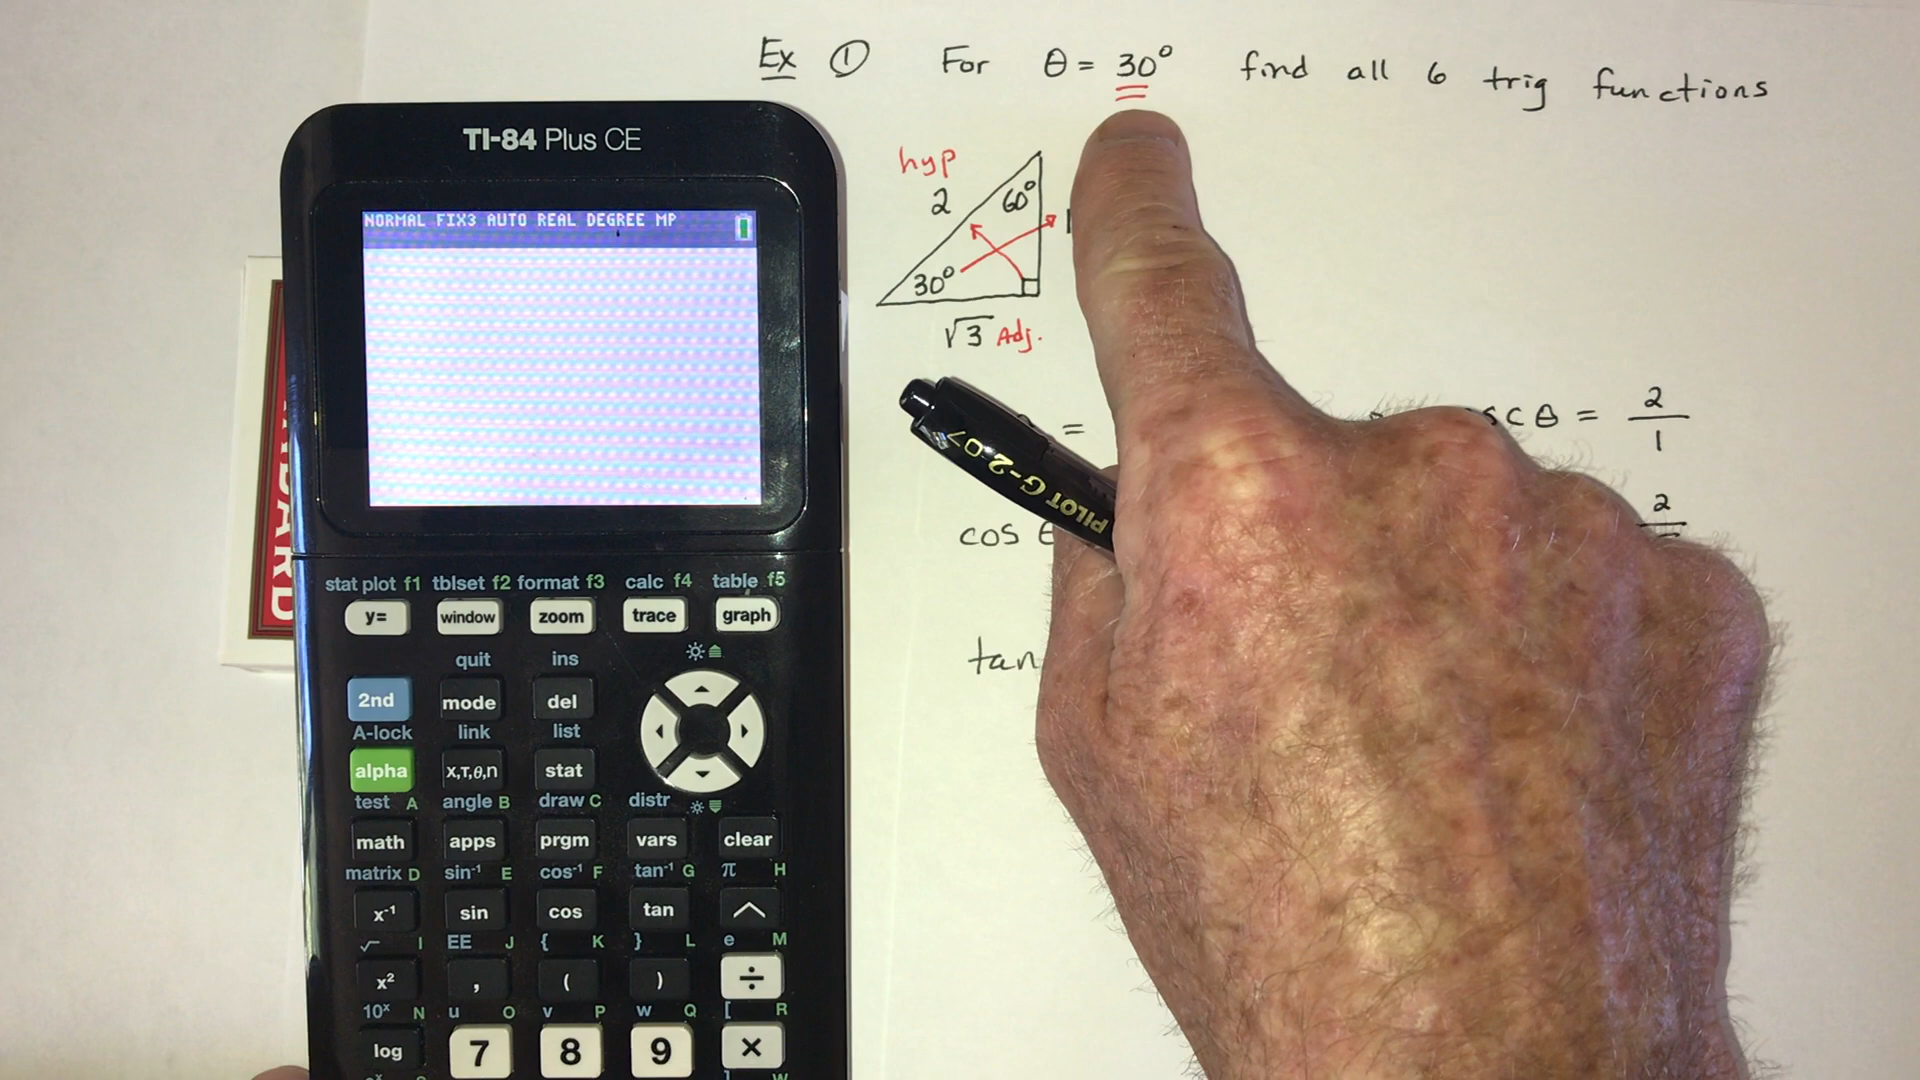 Ex ① For θ = 30° find all 6 trig functions
TI-84 Plus CE
hyp
2
60°
30°
√3 Adj.
NORMAL FIX3 AUTO REAL DEGREE MP
PILOT G-2 07
=
csc θ = 2/1
cos θ
2
tan
stat plot f1 tblset f2 format f3 calc f4 table f5
y= window zoom trace graph
quit ins
2nd mode del
A-lock link list
alpha X,T,θ,n stat
test A angle B draw C distr
math apps prgm vars clear
matrix D sin⁻¹ E cos⁻¹ F tan⁻¹ G π H
x⁻¹ sin cos tan ^
√ I EE J { K } L e M
x² , ( ) ÷
10ˣ N u O v P w Q [ R
log 7 8 9 ×